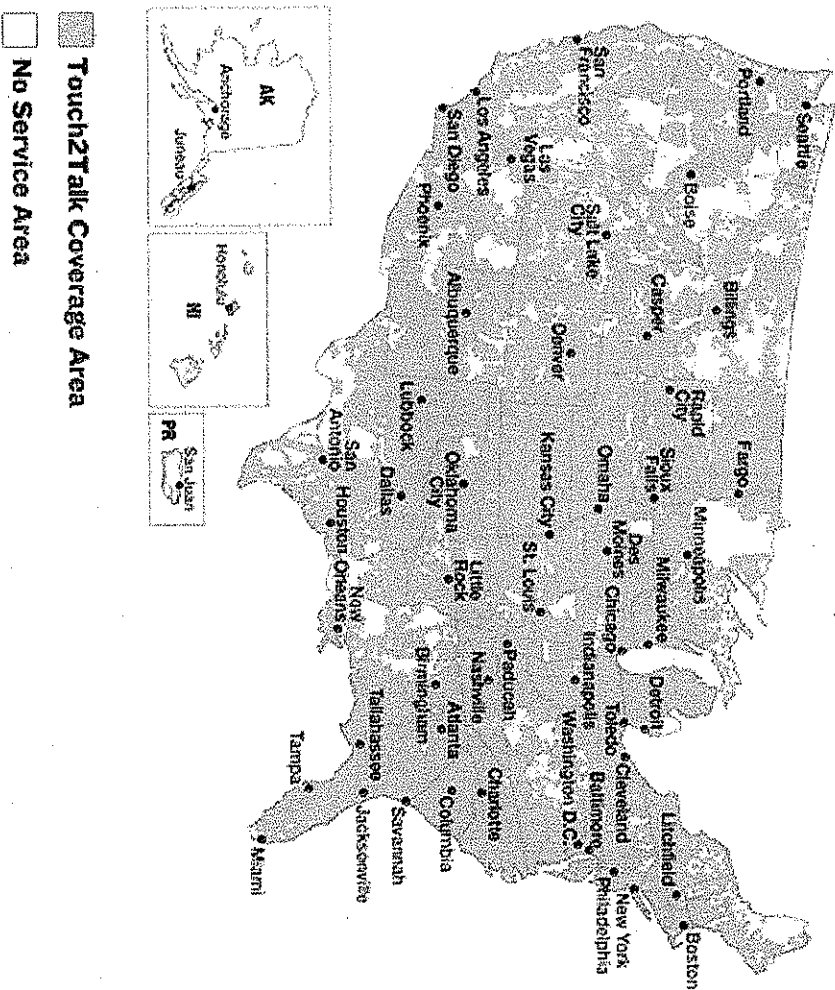 Seattle
Portland
Boise
Billings
Casper
Rapid
City
Fargo
Sioux
Falls
Minneapolis
Milwaukee
Detroit
Litchfield
Boston
New York
Philadelphia
Baltimore
Washington D.C.
Cleveland
Toledo
Chicago
Indianapolis
Des
Moines
Omaha
San
Francisco
Salt Lake
City
Las
Vegas
Denver
Kansas City
St. Louis
Paducah
Nashville
Charlotte
Los Angeles
San Diego
Phoenix
Albuquerque
Lubbock
Oklahoma
City
Dallas
Little
Rock
Birmingham
Atlanta
Columbia
Savannah
San
Antonio
Houston
New
Orleans
Tallahassee
Jacksonville
Tampa
Miami
AK
Anchorage
Juneau
Honolulu
HI
San Juan
PR
Touch2Talk Coverage Area
No Service Area